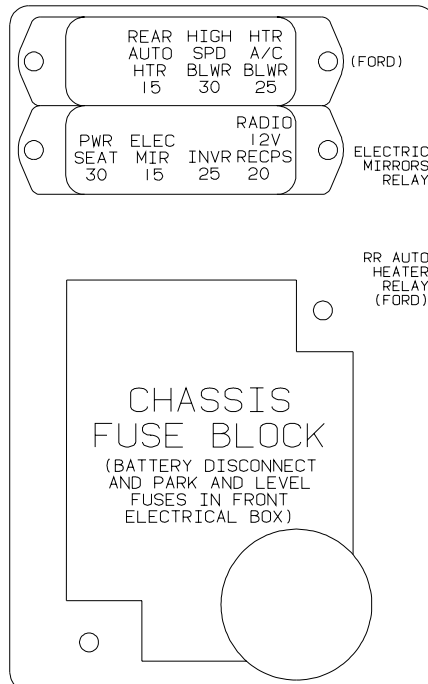 REAR HIGH HTR
AUTO SPD A/C
HTR BLWR BLWR
15 30 25
(FORD)
RADIO
PWR ELEC 12V
SEAT MIR INVR RECPS
30 15 25 20
ELECTRIC
MIRRORS
RELAY
RR AUTO
HEATER
RELAY
(FORD)
CHASSIS
FUSE BLOCK
(BATTERY DISCONNECT
AND PARK AND LEVEL
FUSES IN FRONT
ELECTRICAL BOX)